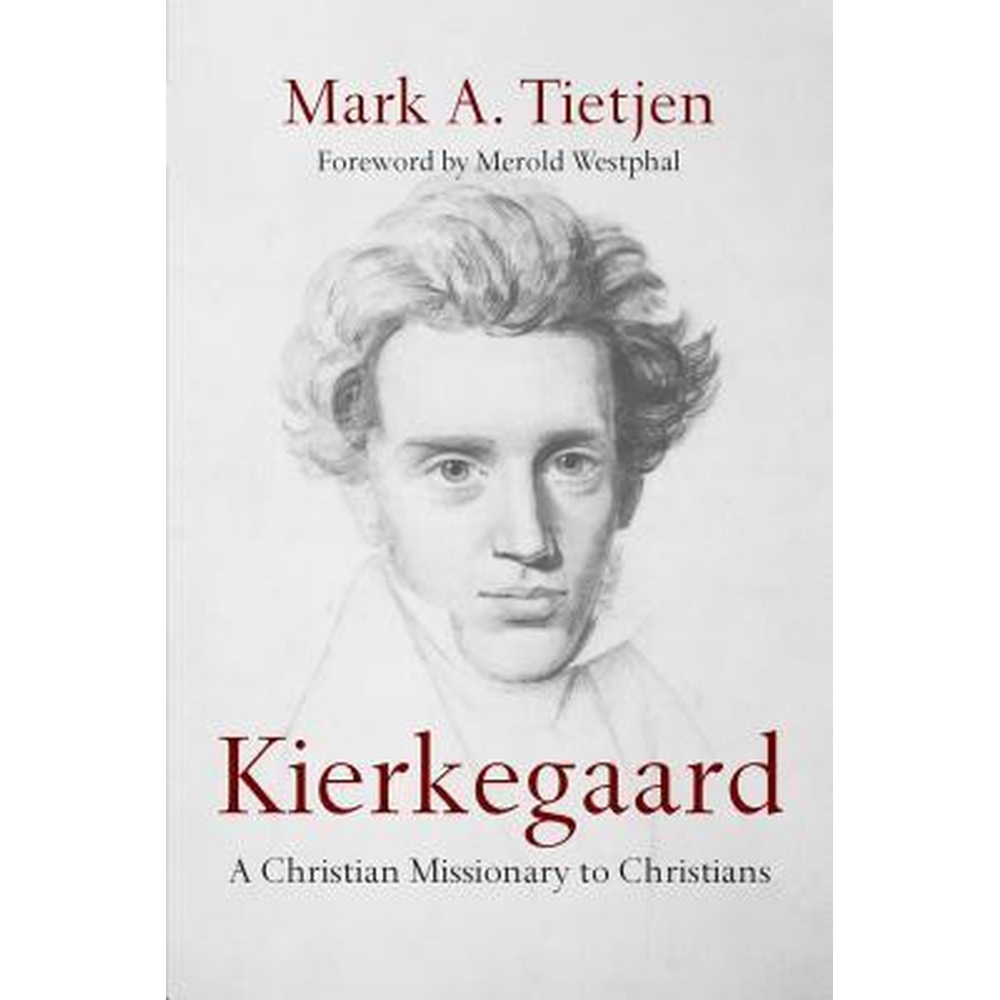 Mark A. Tietjen
Foreword by Merold Westphal
Kierkegaard
A Christian Missionary to Christians